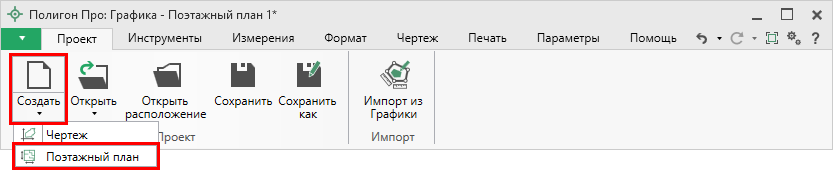 Полигон Про: Графика - Поэтажный план 1*
Проект Инструменты Измерения Формат Чертеж Печать Параметры Помощь ?
Создать Открыть Открыть расположение Сохранить Сохранить как Импорт из Графики
Проект Импорт
Чертеж
Поэтажный план